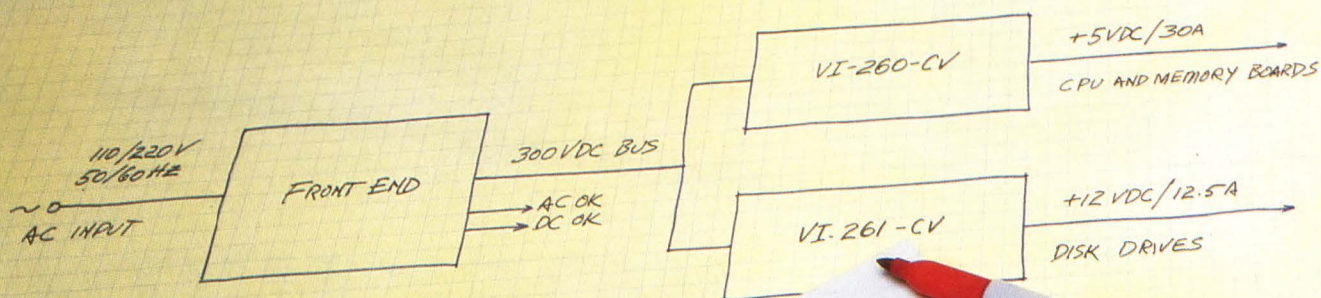 110/220V
50/60Hz
~
AC INPUT
FRONT END
300VDC BUS
AC OK
DC OK
VI-260-CV
+5VDC/30A
CPU AND MEMORY BOARDS
VI-261-CV
+12VDC/12.5A
DISK DRIVES